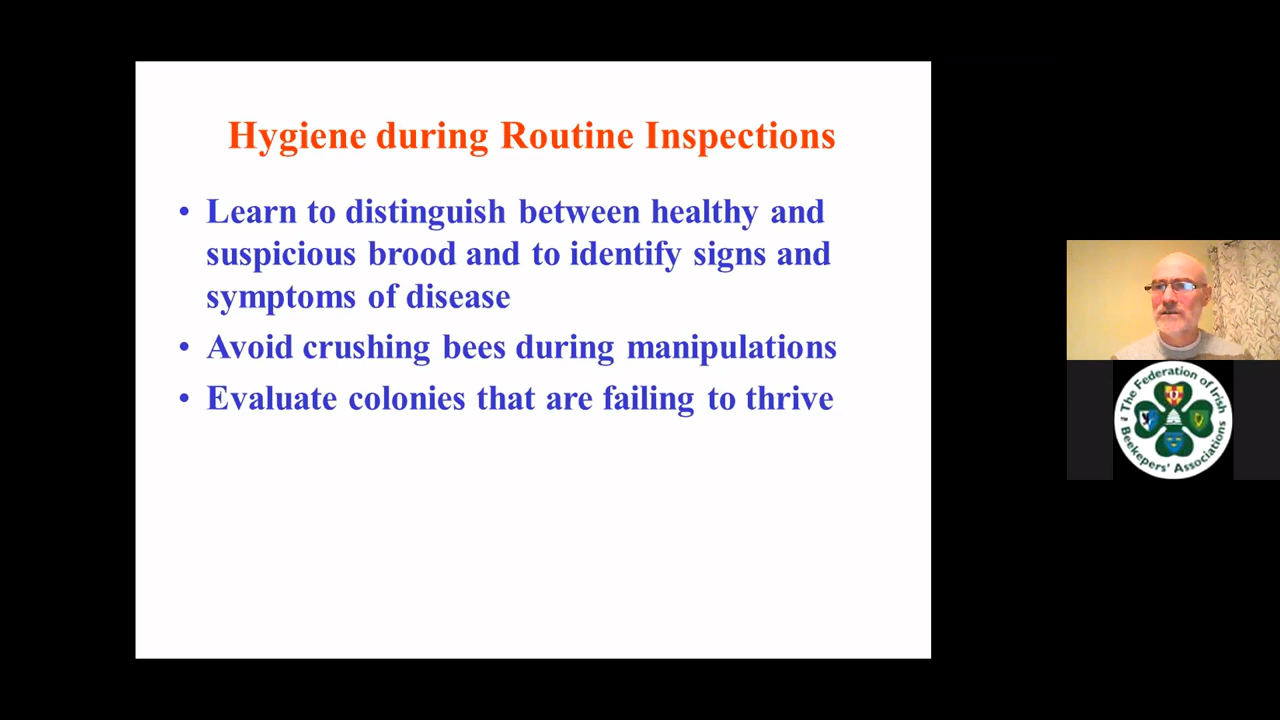 Hygiene during Routine Inspections
• Learn to distinguish between healthy and
suspicious brood and to identify signs and
symptoms of disease
• Avoid crushing bees during manipulations
• Evaluate colonies that are failing to thrive
The Federation of Irish
Beekepers' Associations